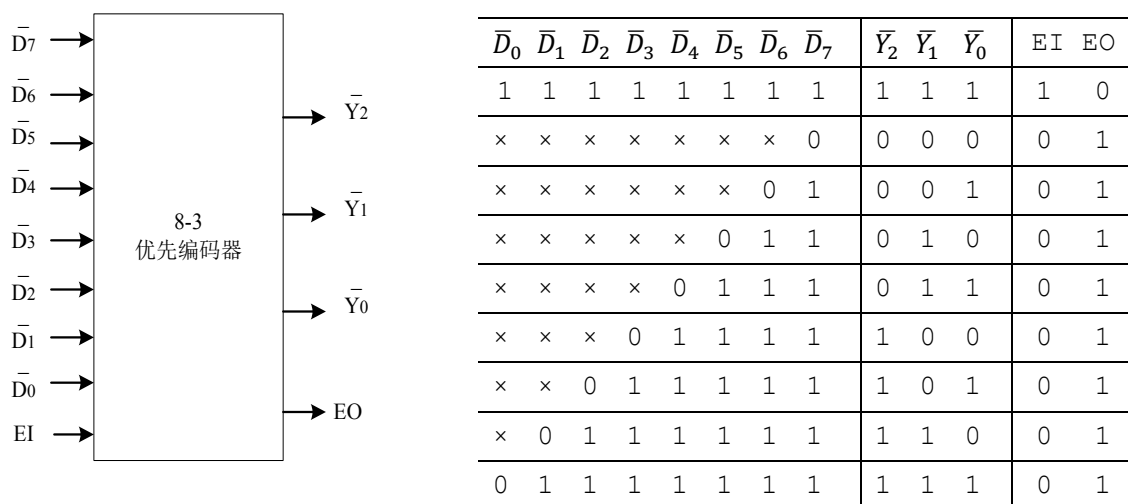 D̅7
D̅6
D̅5
D̅4
D̅3
D̅2
D̅1
D̅0
EI
8-3
优先编码器
Y̅2
Y̅1
Y̅0
EO
D̅₀ D̅₁ D̅₂ D̅₃ D̅₄ D̅₅ D̅₆ D̅₇ Y̅₂ Y̅₁ Y̅₀ EI EO
1 1 1 1 1 1 1 1 1 1 1 1 0
× × × × × × × 0 0 0 0 0 1
× × × × × × 0 1 0 0 1 0 1
× × × × × 0 1 1 0 1 0 0 1
× × × × 0 1 1 1 0 1 1 0 1
× × × 0 1 1 1 1 1 0 0 0 1
× × 0 1 1 1 1 1 1 0 1 0 1
× 0 1 1 1 1 1 1 1 1 0 0 1
0 1 1 1 1 1 1 1 1 1 1 0 1